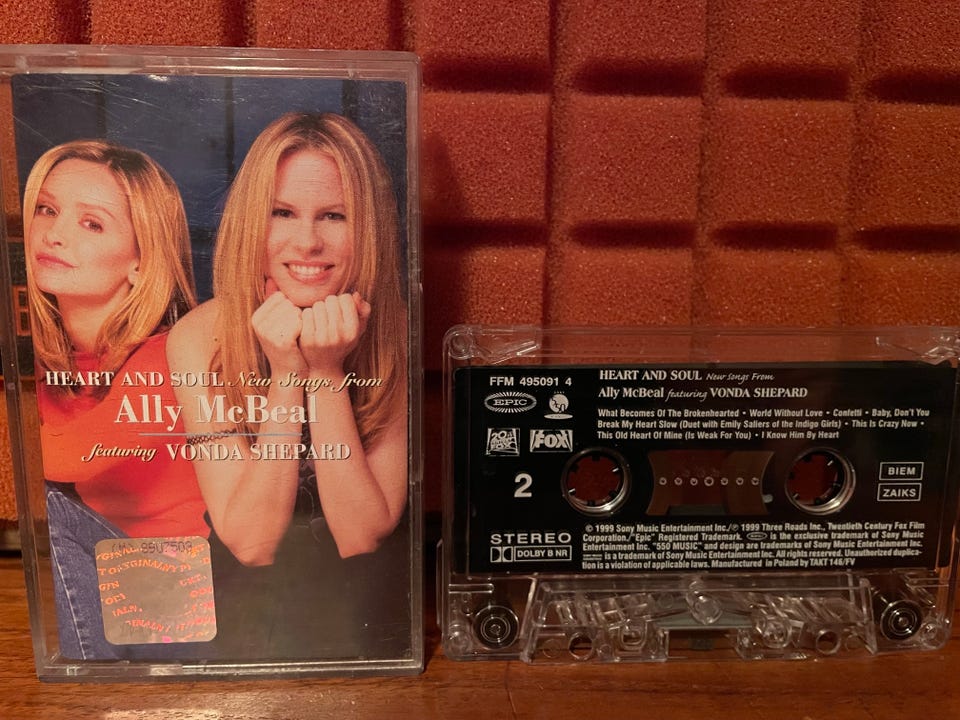 HEART AND SOUL New Songs from
Ally McBeal
featuring VONDA SHEPARD
FFM 495091 4
EPIC
20
FOX
HEART AND SOUL New Songs From
Ally McBeal featuring VONDA SHEPARD
What Becomes Of The Brokenhearted • World Without Love • Confetti • Baby, Don't You
Break My Heart Slow (Duet with Emily Saliers of the Indigo Girls) • This Is Crazy Now •
This Old Heart Of Mine (Is Weak For You) • I Know Him By Heart
2
BIEM
ZAIKS
STEREO
DOLBY B NR
© 1999 Sony Music Entertainment Inc./℗ 1999 Three Roads Inc., Twentieth Century Fox Film
Corporation./"Epic" Registered Trademark. EPIC is the exclusive trademark of Sony Music
Entertainment Inc. "550 MUSIC" and design are trademarks of Sony Music Entertainment Inc.
is a trademark of Sony Music Entertainment Inc. All rights reserved. Unauthorized duplica-
tion is a violation of applicable laws. Manufactured in Poland by TAKT 146/FV